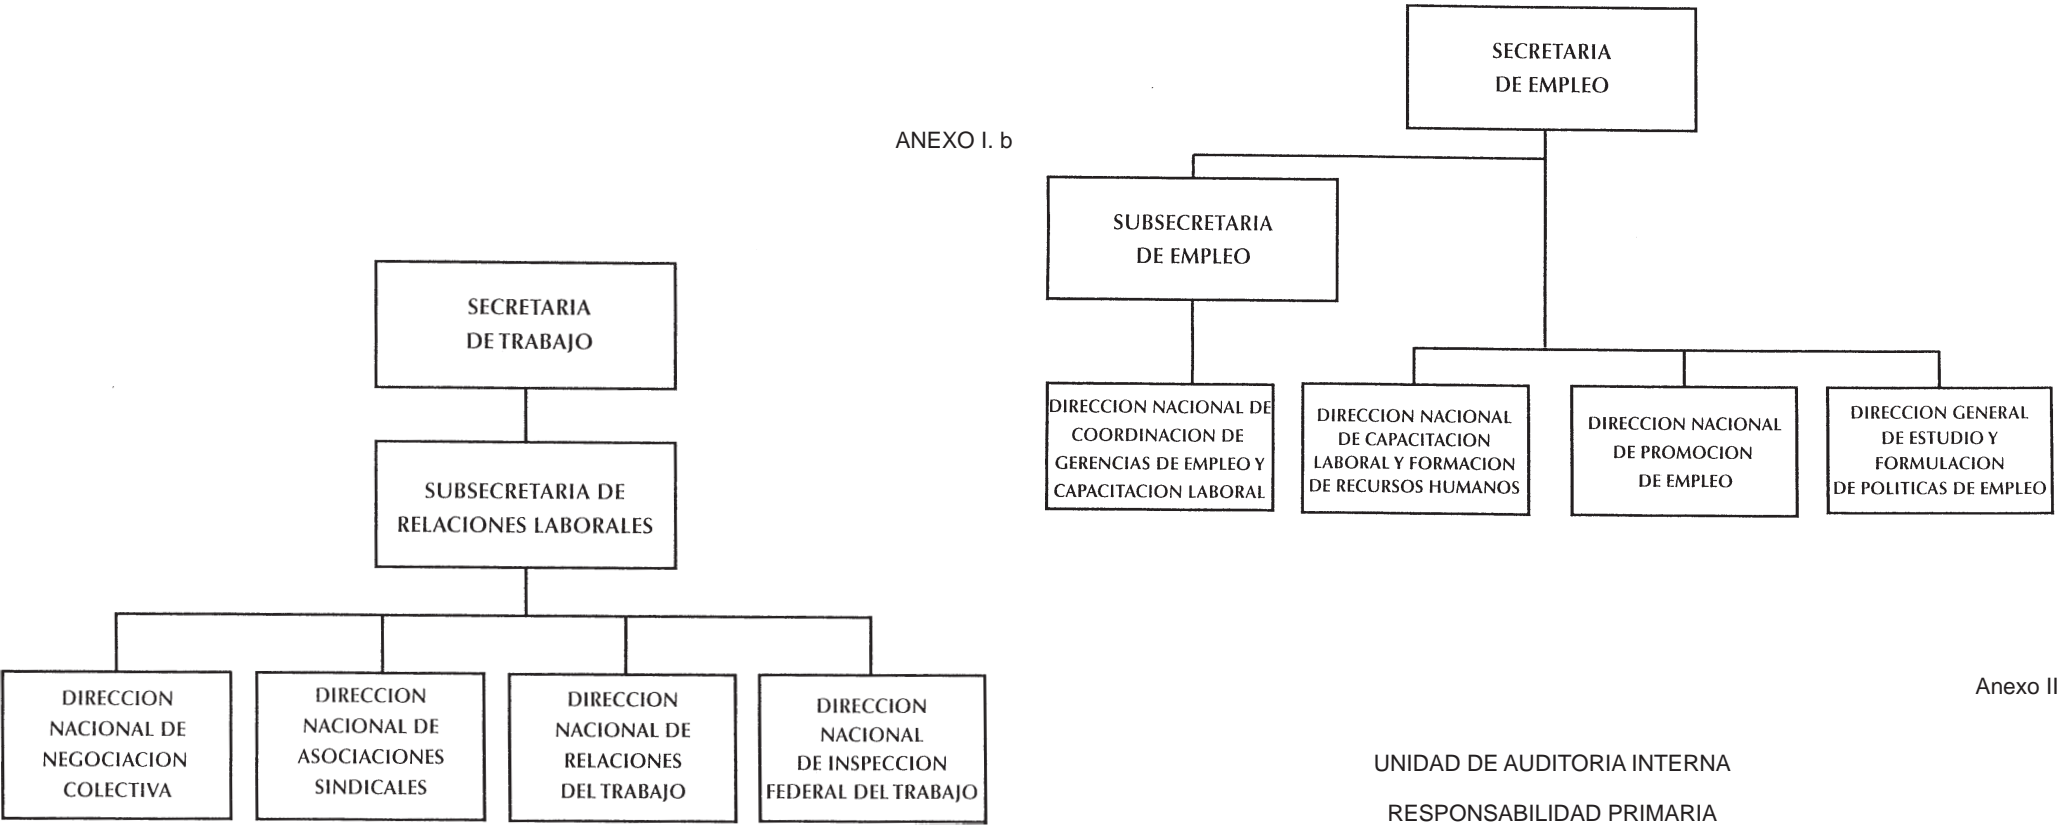 ANEXO I. b
SECRETARIA
DE TRABAJO
SUBSECRETARIA DE
RELACIONES LABORALES
DIRECCION
NACIONAL DE
NEGOCIACION
COLECTIVA
DIRECCION
NACIONAL DE
ASOCIACIONES
SINDICALES
DIRECCION
NACIONAL DE
RELACIONES
DEL TRABAJO
DIRECCION
NACIONAL
DE INSPECCION
FEDERAL DEL TRABAJO
SECRETARIA
DE EMPLEO
SUBSECRETARIA
DE EMPLEO
DIRECCION NACIONAL DE
COORDINACION DE
GERENCIAS DE EMPLEO Y
CAPACITACION LABORAL
DIRECCION NACIONAL
DE CAPACITACION
LABORAL Y FORMACION
DE RECURSOS HUMANOS
DIRECCION NACIONAL
DE PROMOCION
DE EMPLEO
DIRECCION GENERAL
DE ESTUDIO Y
FORMULACION
DE POLITICAS DE EMPLEO
Anexo II
UNIDAD DE AUDITORIA INTERNA
RESPONSABILIDAD PRIMARIA